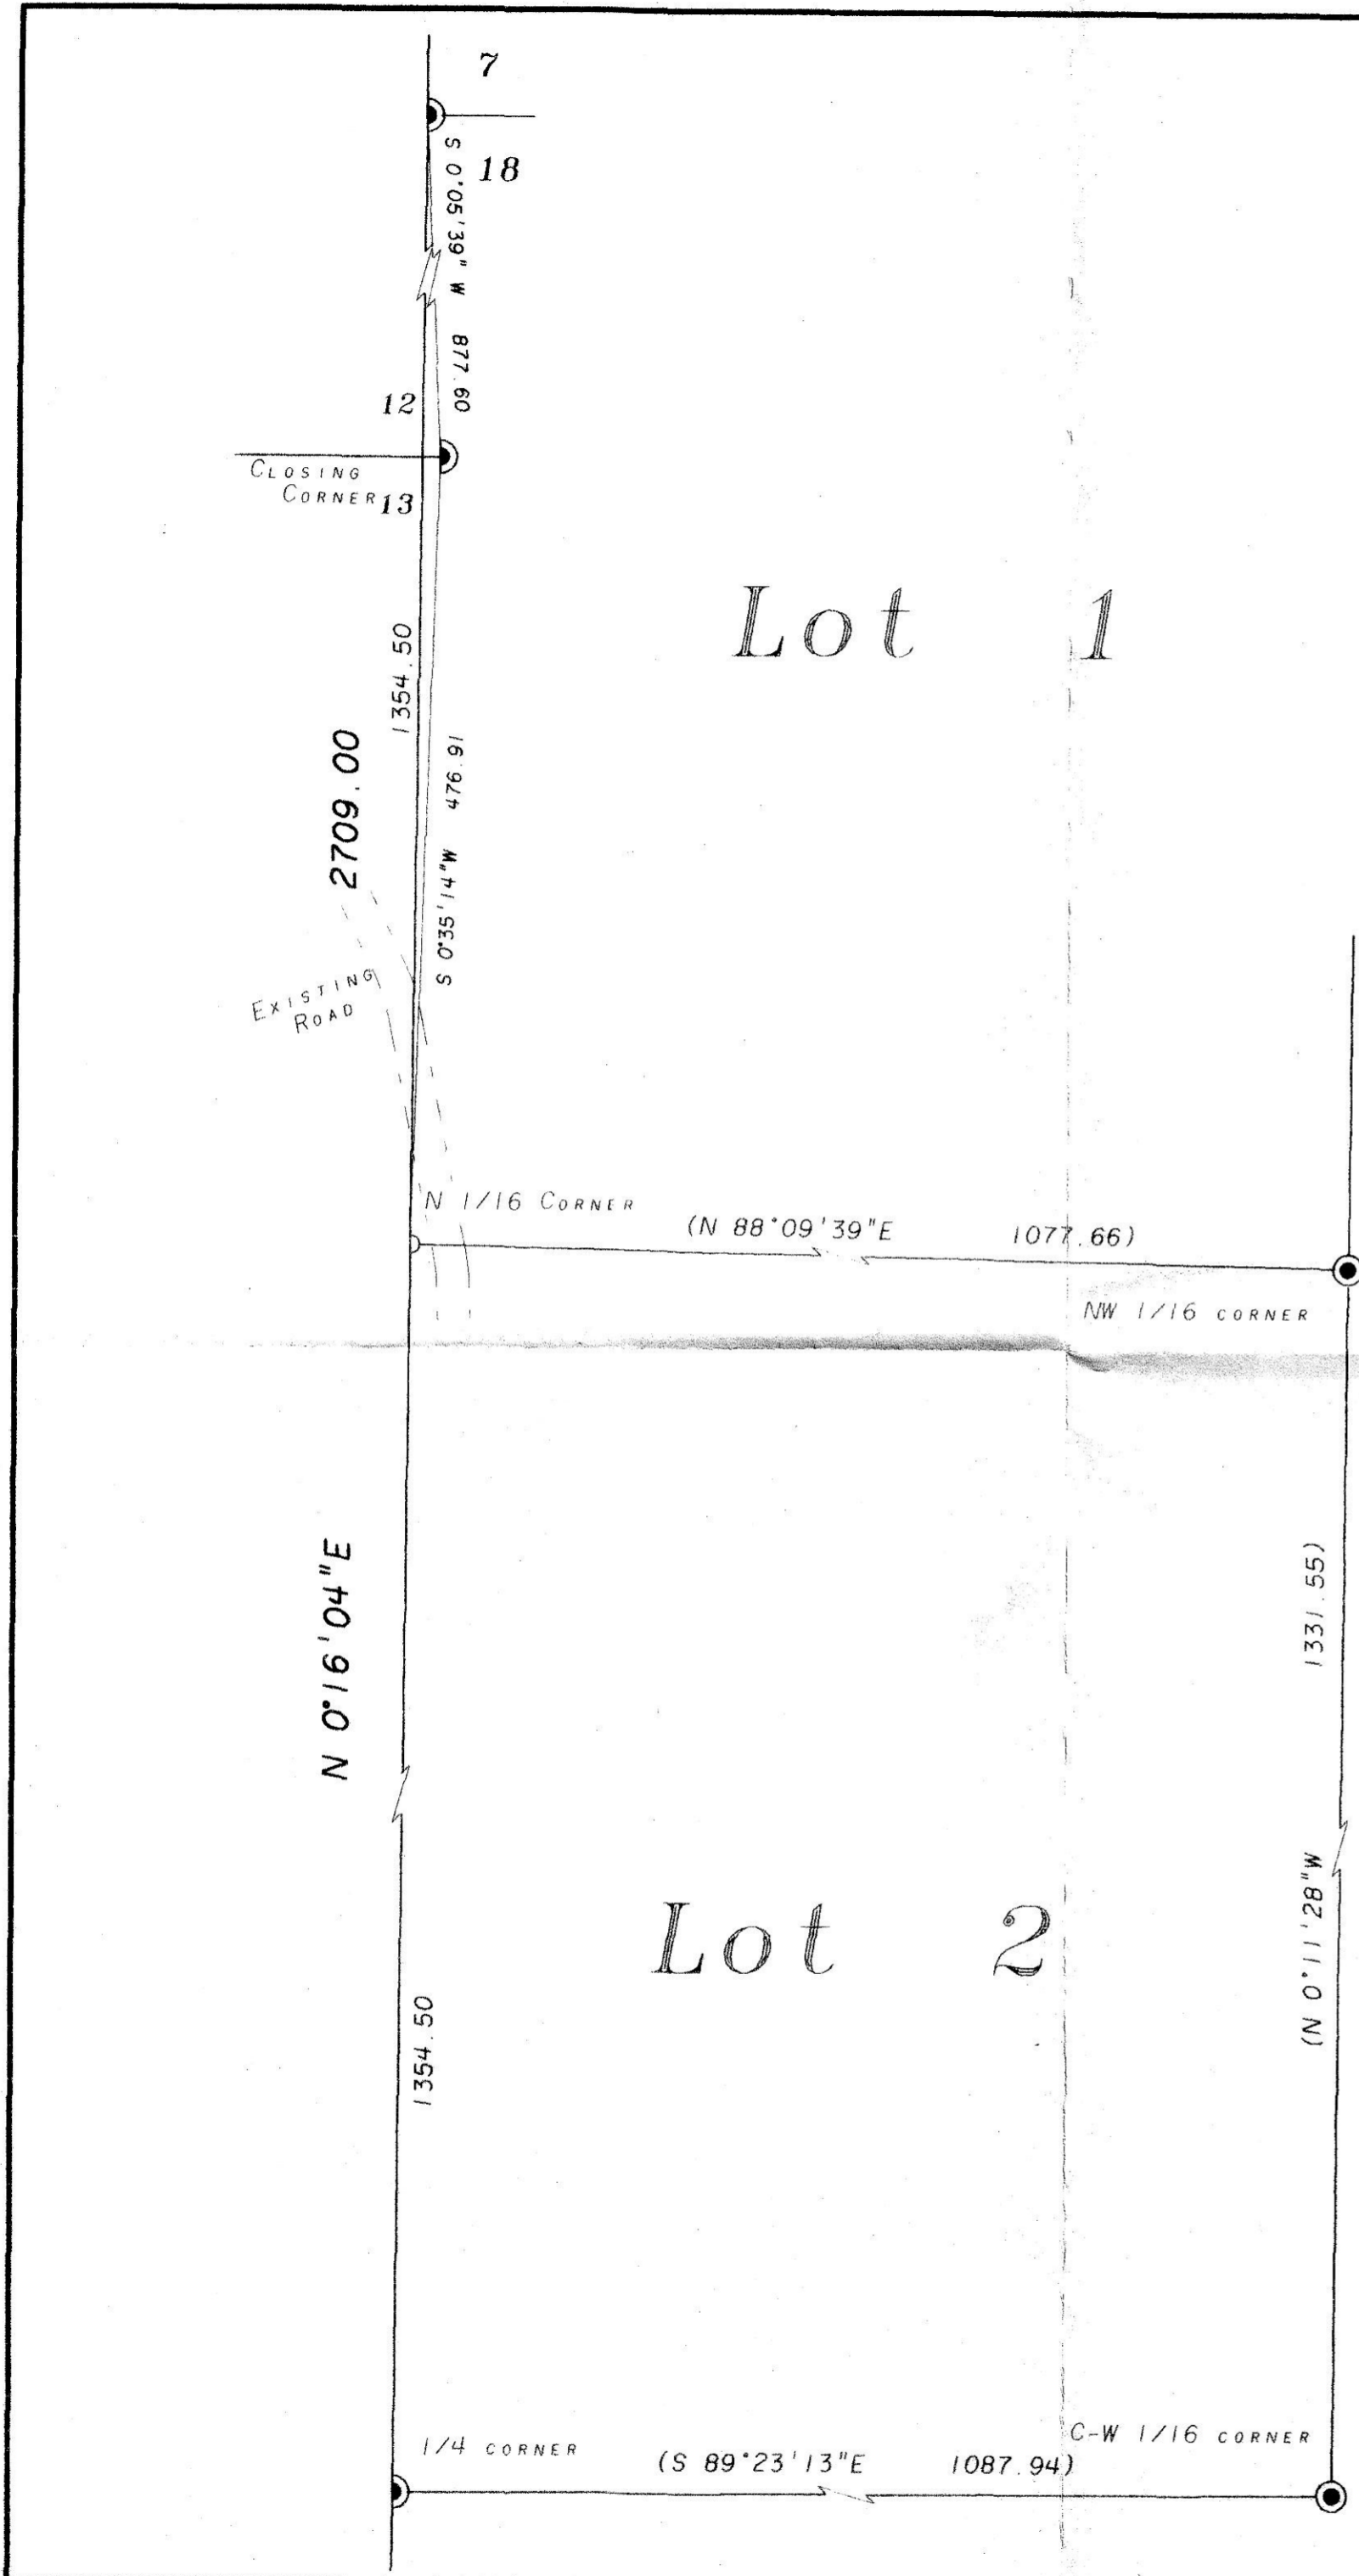 7
18
S 0°05'39" W 877.60
12
CLOSING
CORNER
13
Lot 1
1354.50
2709.00
S 0°35'14"W 476.91
EXISTING
ROAD
N 1/16 CORNER
(N 88°09'39"E 1077.66)
NW 1/16 CORNER
N 0°16'04"E
(N 0°11'28"W 1331.55)
Lot 2
1354.50
1/4 CORNER
C-W 1/16 CORNER
(S 89°23'13"E 1087.94)